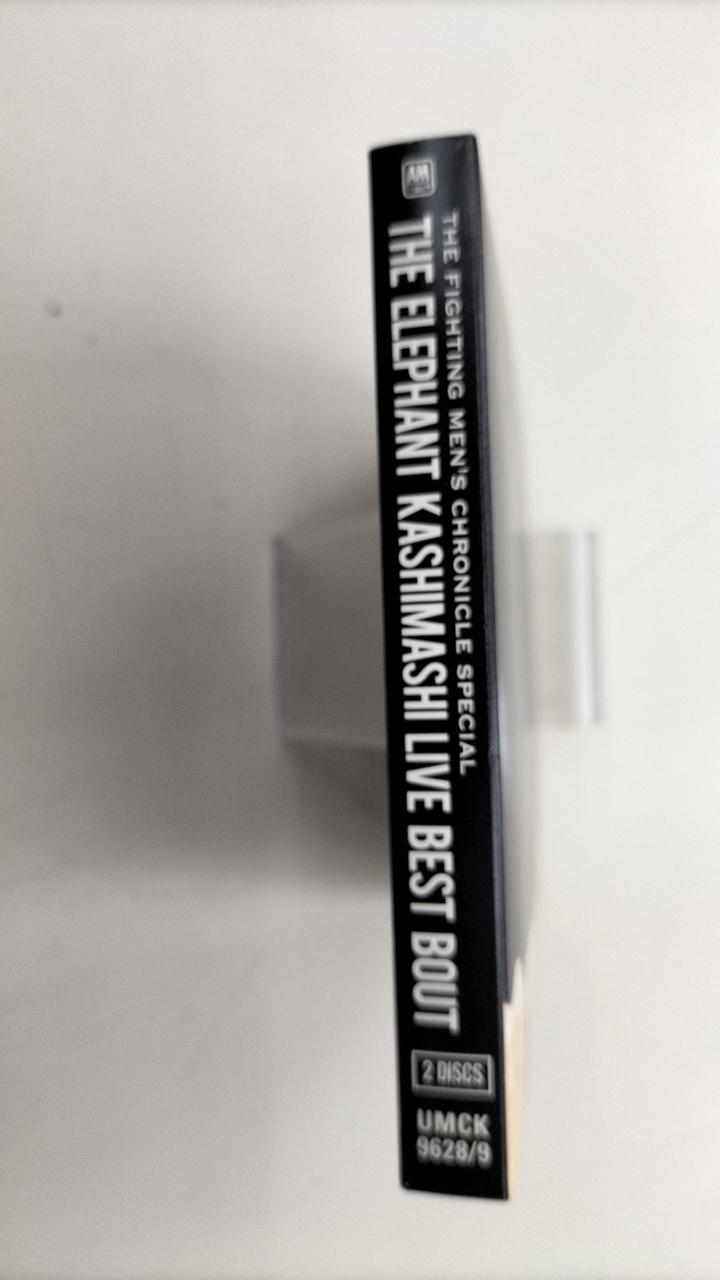 A&M
THE FIGHTING MEN'S CHRONICLE SPECIAL
THE ELEPHANT KASHIMASHI LIVE BEST BOUT
2 DISCS
UMCK
9628/9